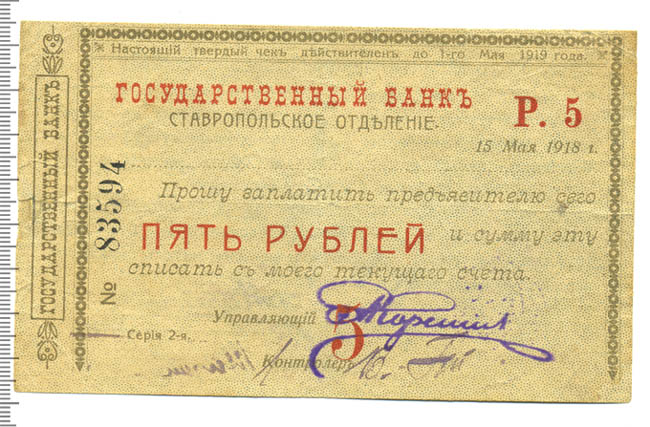 Настоящій твердый чекъ дѣйствителенъ до 1-го Мая 1919 года.
ГОСУДАРСТВЕННЫЙ БАНКЪ
ГОСУДАРСТВЕННЫЙ БАНКЪ
Р. 5
СТАВРОПОЛЬСКОЕ ОТДѢЛЕНІЕ.
15 Мая 1918 г.
№ 83594
Прошу заплатить предъявителю сего
ПЯТЬ РУБЛЕЙ и сумму эту
списать съ моего текущаго счета.
Управляющій
5
Серія 2-я.
Контролеръ